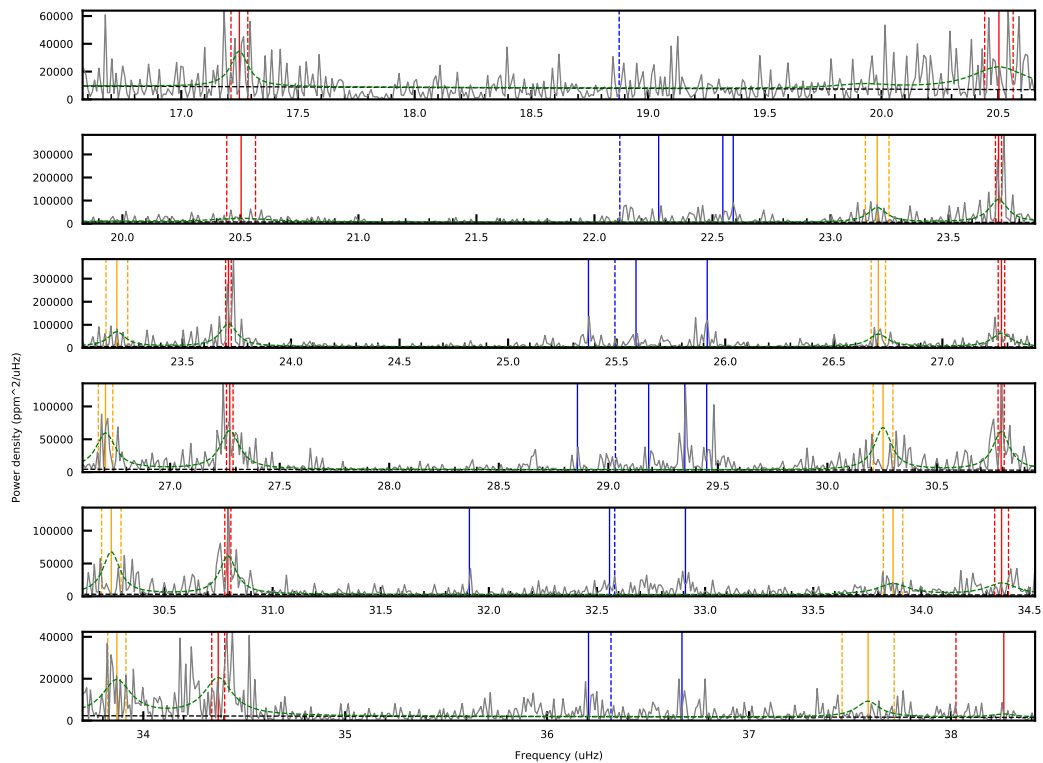 60000
40000
20000
0
17.0 17.5 18.0 18.5 19.0 19.5 20.0 20.5
300000
200000
100000
0
20.0 20.5 21.0 21.5 22.0 22.5 23.0 23.5
300000
200000
100000
0
23.5 24.0 24.5 25.0 25.5 26.0 26.5 27.0
Power density (ppm^2/uHz)
100000
50000
0
27.0 27.5 28.0 28.5 29.0 29.5 30.0 30.5
100000
50000
0
30.5 31.0 31.5 32.0 32.5 33.0 33.5 34.0 34.5
40000
20000
0
34 35 36 37 38
Frequency (uHz)